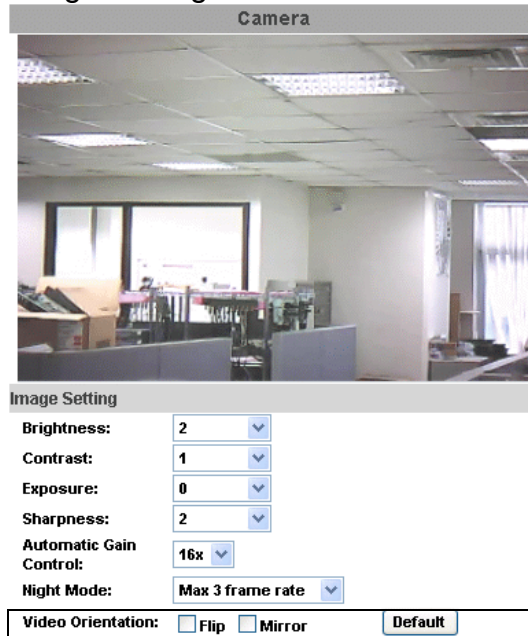 Camera
Image Setting
Brightness: 2
Contrast: 1
Exposure: 0
Sharpness: 2
Automatic Gain
Control: 16x
Night Mode: Max 3 frame rate
Video Orientation: Flip Mirror Default